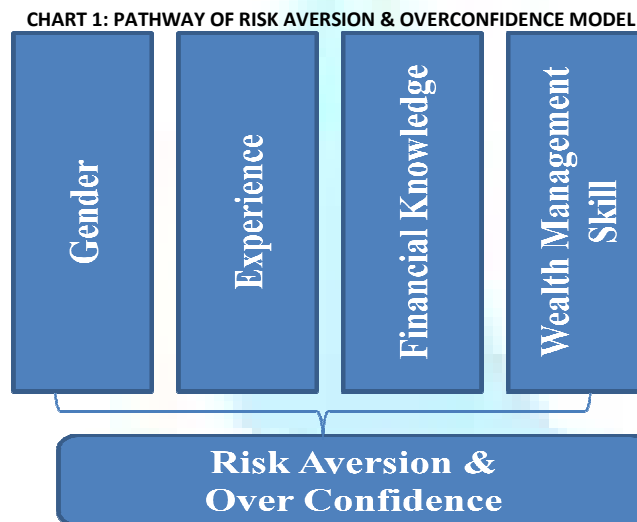 CHART 1: PATHWAY OF RISK AVERSION & OVERCONFIDENCE MODEL
Gender
Experience
Financial Knowledge
Wealth Management
Skill
Risk Aversion &
Over Confidence